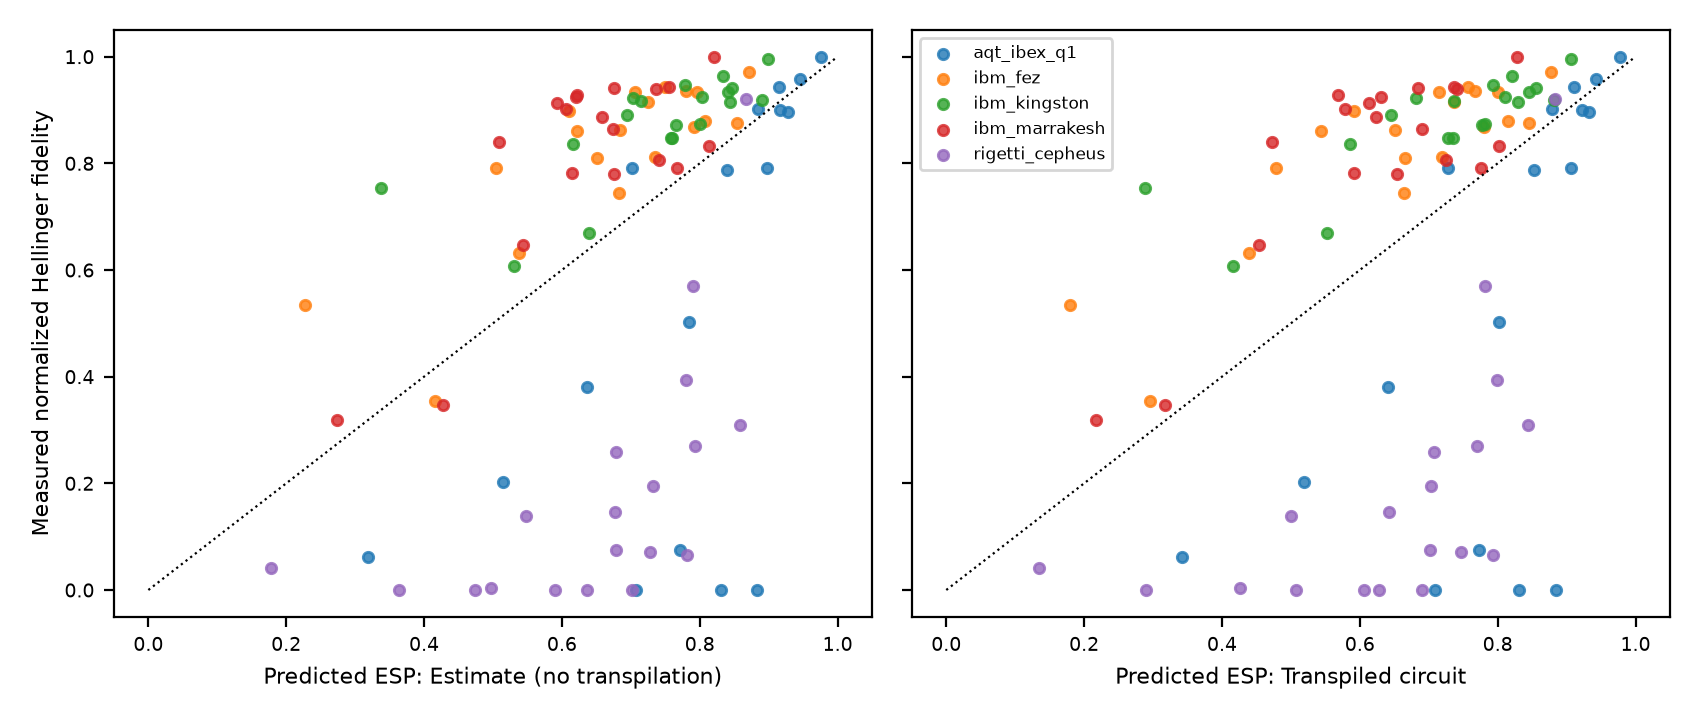 Measured normalized Hellinger fidelity
1.0
0.8
0.6
0.4
0.2
0.0
0.0 0.2 0.4 0.6 0.8 1.0
Predicted ESP: Estimate (no transpilation)
aqt_ibex_q1
ibm_fez
ibm_kingston
ibm_marrakesh
rigetti_cepheus
0.0 0.2 0.4 0.6 0.8 1.0
Predicted ESP: Transpiled circuit